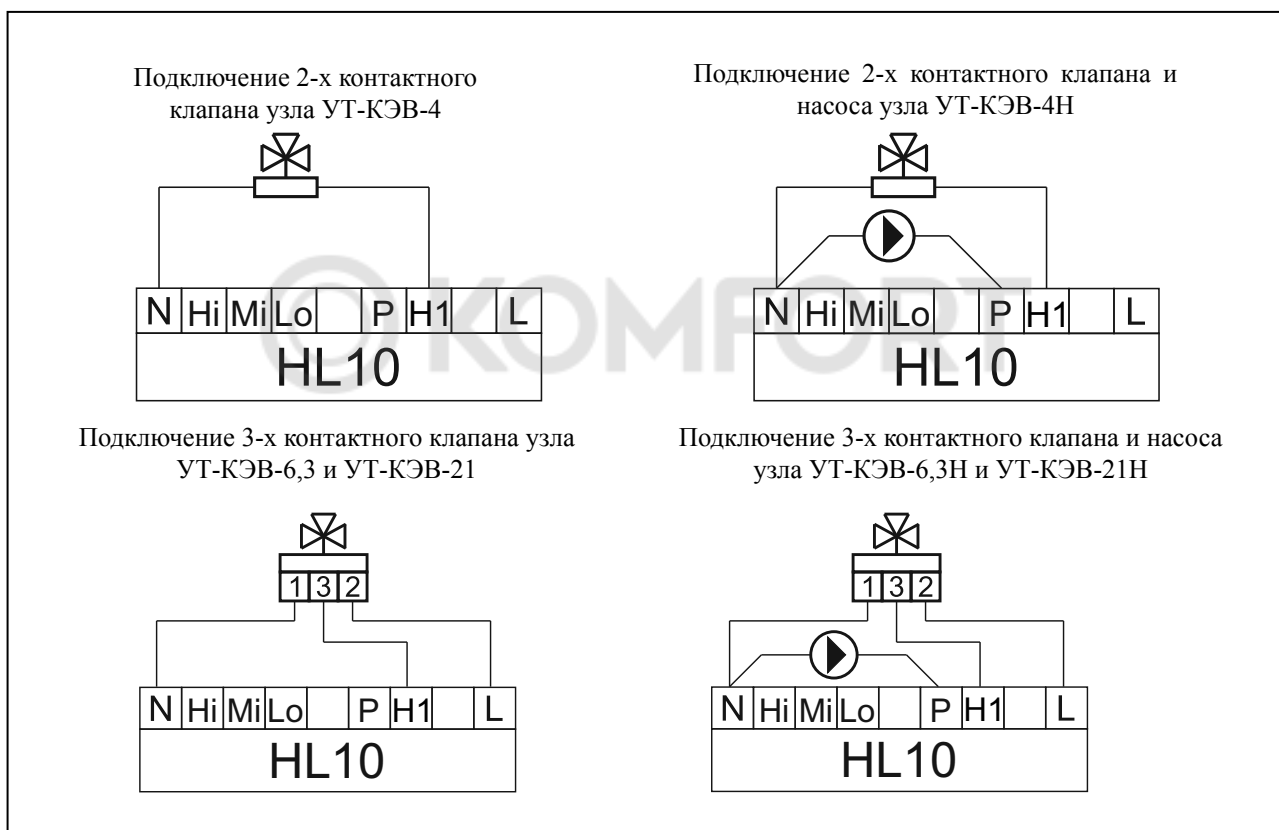 Подключение 2-х контактного
клапана узла УТ-КЭВ-4
N Hi Mi Lo P H1 L
HL10
Подключение 2-х контактного клапана и
насоса узла УТ-КЭВ-4Н
N Hi Mi Lo P H1 L
HL10
© KOMFORT
Подключение 3-х контактного клапана узла
УТ-КЭВ-6,3 и УТ-КЭВ-21
1 3 2
N Hi Mi Lo P H1 L
HL10
Подключение 3-х контактного клапана и насоса
узла УТ-КЭВ-6,3Н и УТ-КЭВ-21Н
1 3 2
N Hi Mi Lo P H1 L
HL10